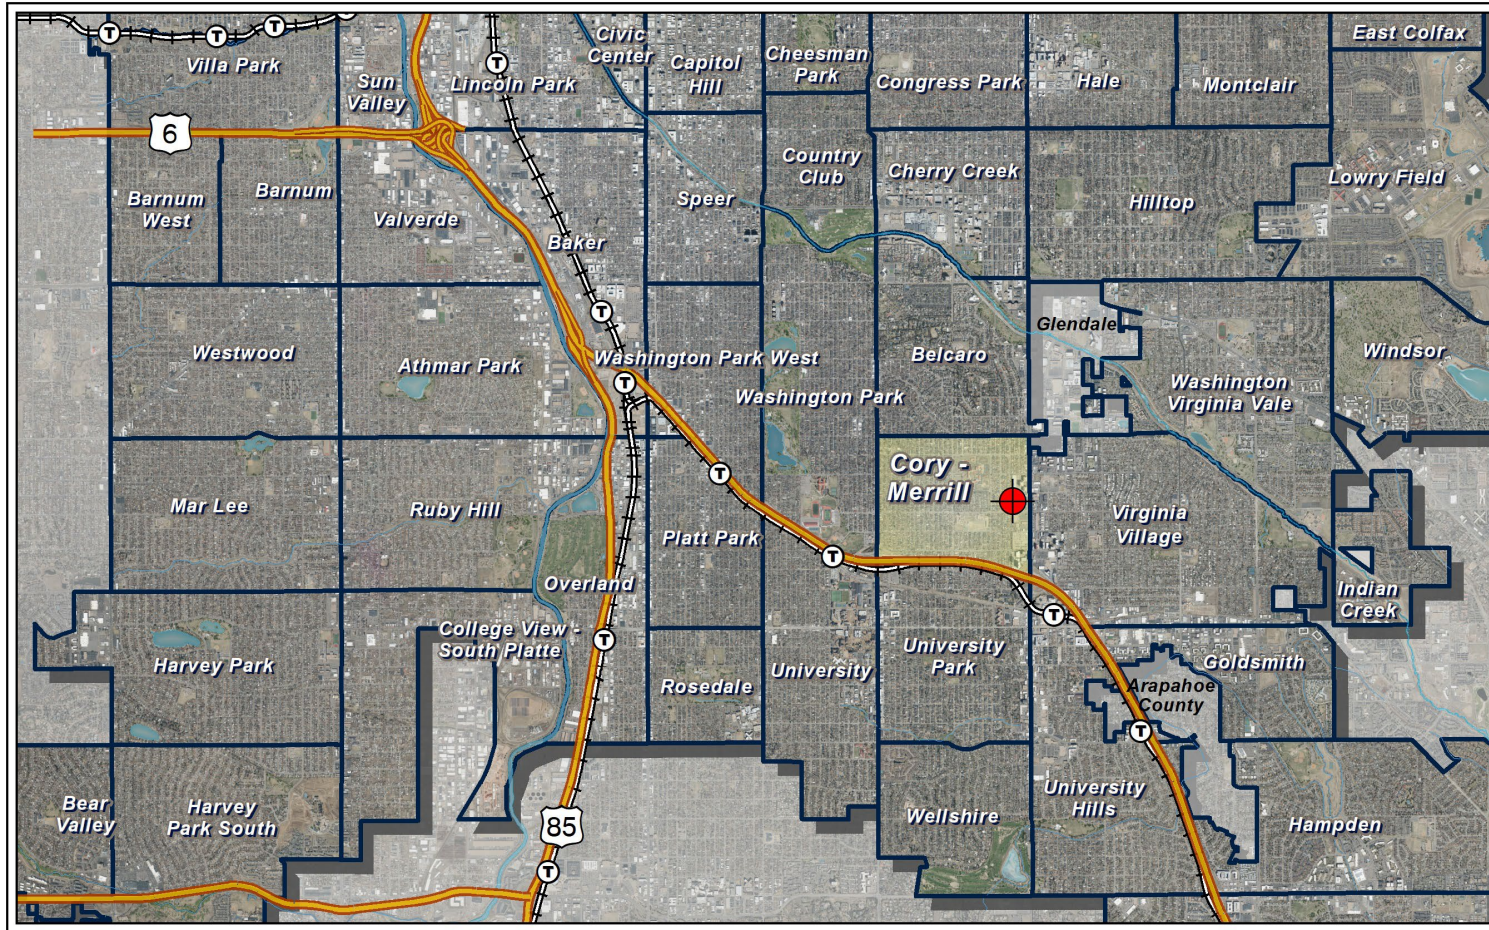 Civic
Center
East Colfax
Villa Park
Sun
Valley
Lincoln Park
Capitol
Hill
Cheesman
Park
Congress Park
Hale
Montclair
T
T
T
T
6
Barnum
West
Barnum
Valverde
Baker
Speer
Country
Club
Cherry Creek
Hilltop
Lowry Field
T
Westwood
Athmar Park
Washington Park West
Washington Park
Belcaro
Glendale
Washington
Virginia Vale
Windsor
T
Mar Lee
Ruby Hill
T
Platt Park
Cory -
Merrill
Virginia
Village
T
Overland
Indian
Creek
T
College View -
South Platte
T
Harvey Park
Rosedale
University
University
Park
Goldsmith
Arapahoe
County
T
Bear
Valley
Harvey
Park South
85
Wellshire
University
Hills
Hampden
T